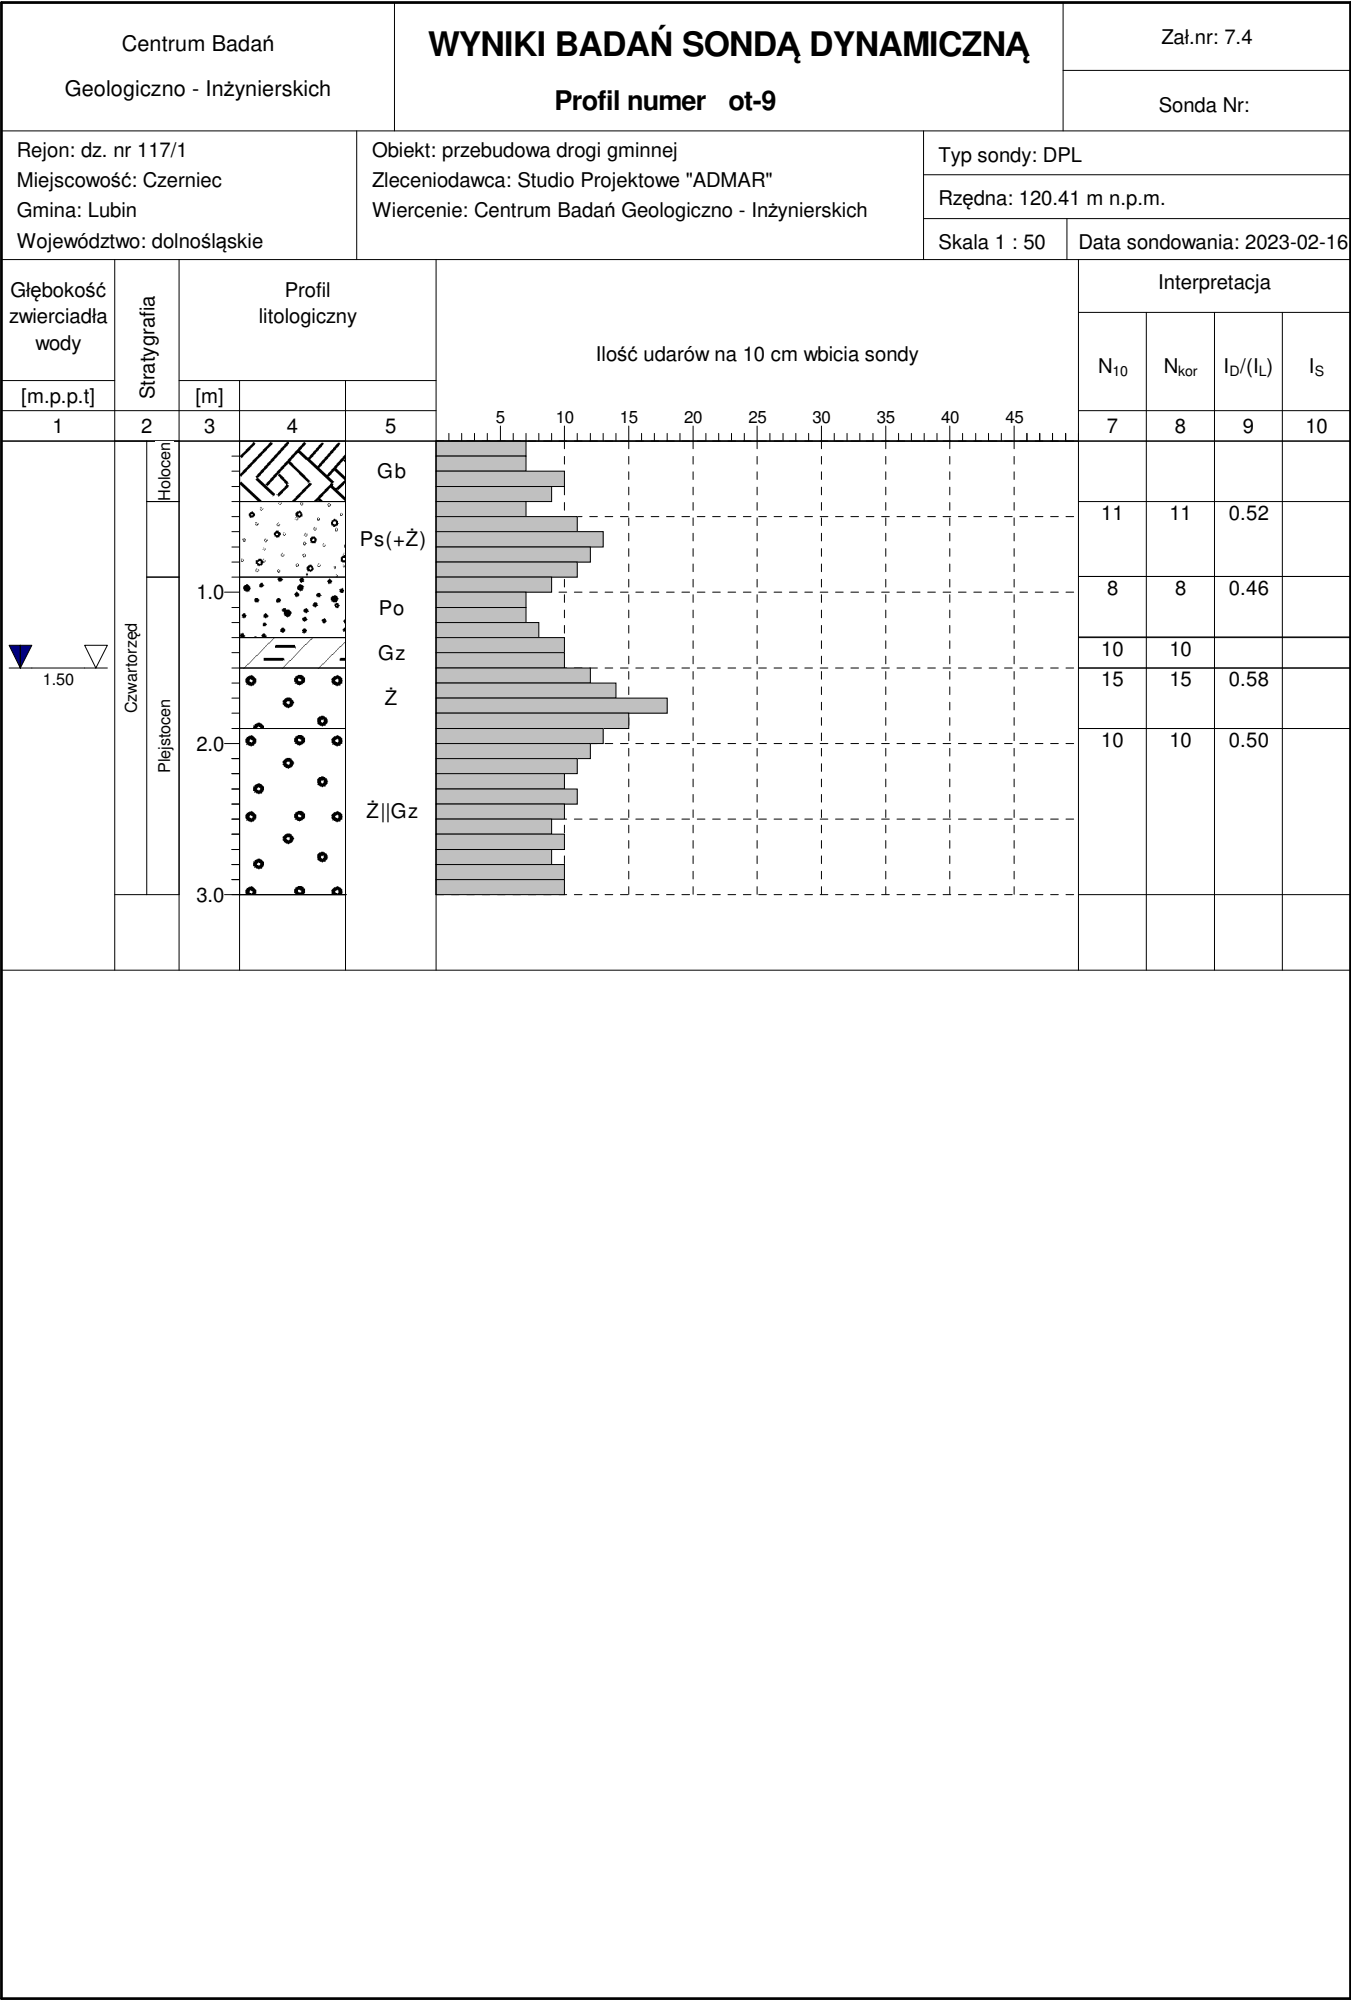 Centrum Badań
Geologiczno - Inżynierskich
WYNIKI BADAŃ SONDĄ DYNAMICZNĄ
Profil numer ot-9
Zał.nr: 7.4
Sonda Nr:
Rejon: dz. nr 117/1
Miejscowość: Czerniec
Gmina: Lubin
Województwo: dolnośląskie
Obiekt: przebudowa drogi gminnej
Zleceniodawca: Studio Projektowe "ADMAR"
Wiercenie: Centrum Badań Geologiczno - Inżynierskich
Typ sondy: DPL
Rzędna: 120.41 m n.p.m.
Skala 1 : 50 Data sondowania: 2023-02-16
Głębokość
zwierciadła
wody
[m.p.p.t]
Stratygrafia
Profil
litologiczny
[m]
Ilość udarów na 10 cm wbicia sondy
Interpretacja
N10 Nkor ID/(IL) IS
1 2 3 4 5 5 10 15 20 25 30 35 40 45 7 8 9 10
Holocen
Czwartorzęd
Plejstocen
1.50
1.0
2.0
3.0
Gb
Ps(+Ż)
Po
Gz
Ż
Ż||Gz
11 11 0.52
8 8 0.46
10 10
15 15 0.58
10 10 0.50